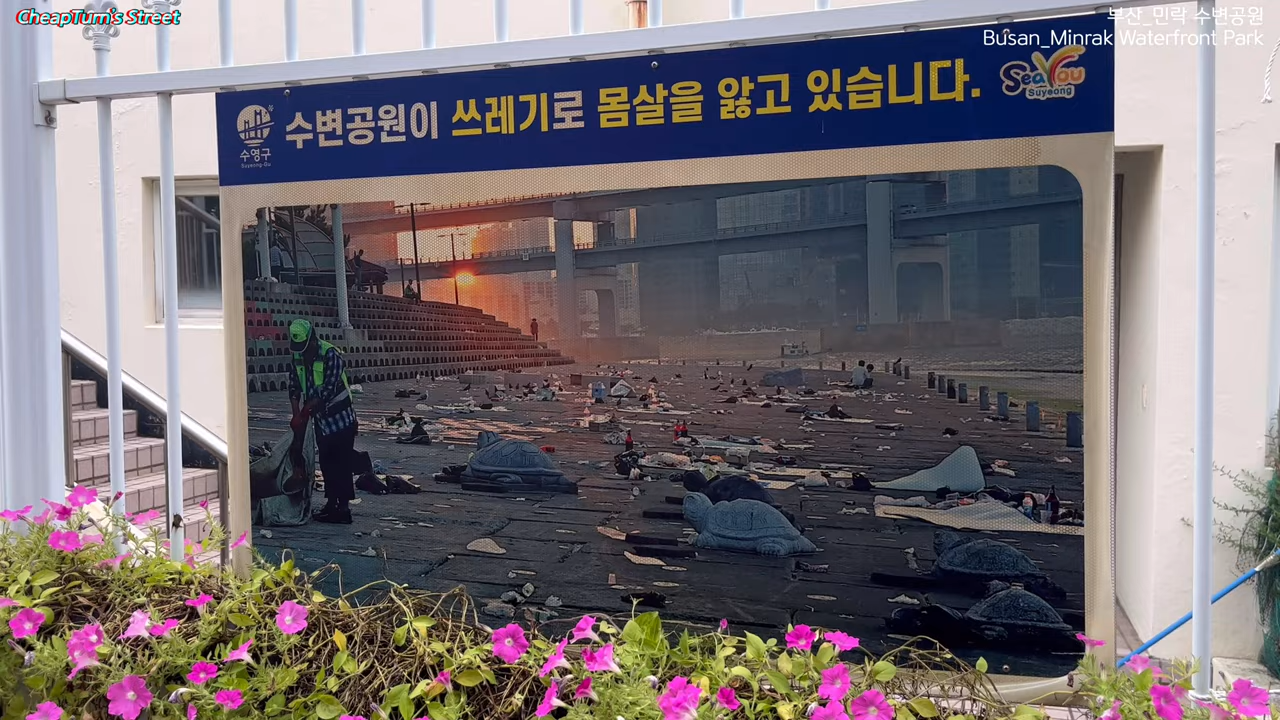 CheapTurn's Street
부산_민락 수변공원
Busan_Minrak Waterfront Park
수변공원이 쓰레기로 몸살을 앓고 있습니다.
수영구
Suyeong-Gu
SeaYou
Suyeong